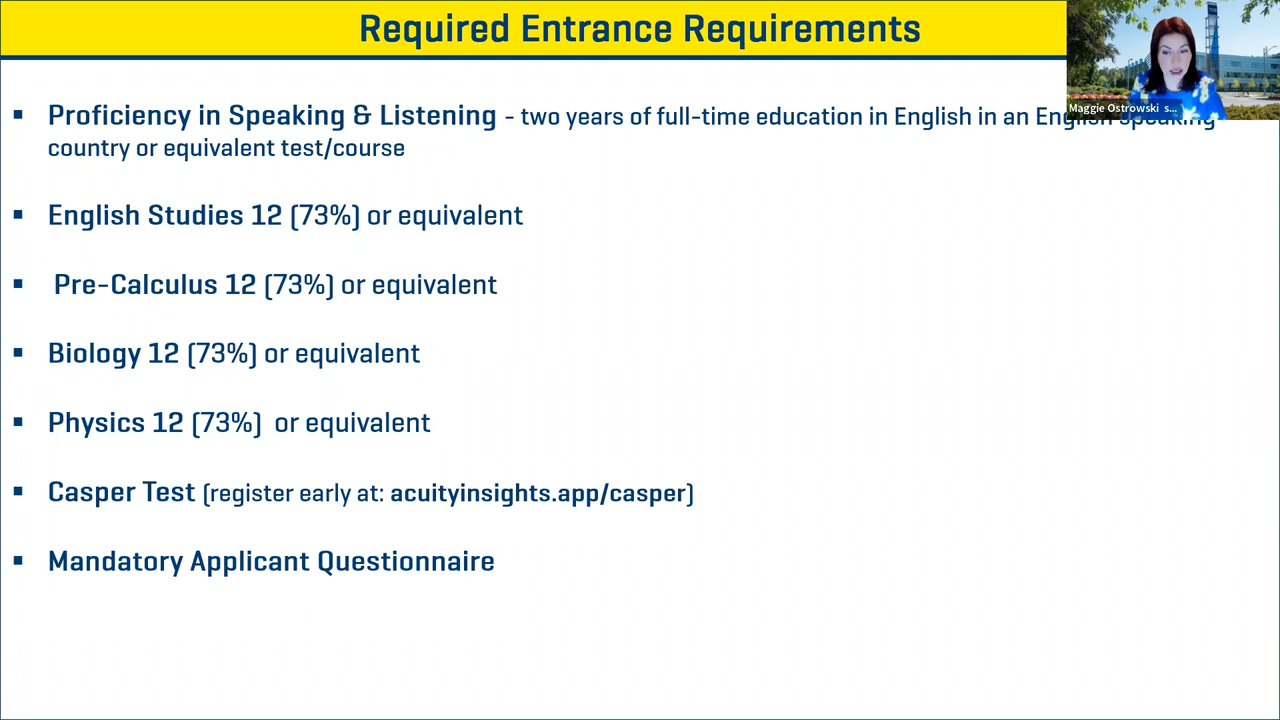 Required Entrance Requirements
Maggie Ostrowski s...
▪ Proficiency in Speaking & Listening - two years of full-time education in English in an English speaking
country or equivalent test/course
▪ English Studies 12 (73%) or equivalent
▪ Pre-Calculus 12 (73%) or equivalent
▪ Biology 12 (73%) or equivalent
▪ Physics 12 (73%) or equivalent
▪ Casper Test (register early at: acuityinsights.app/casper)
▪ Mandatory Applicant Questionnaire